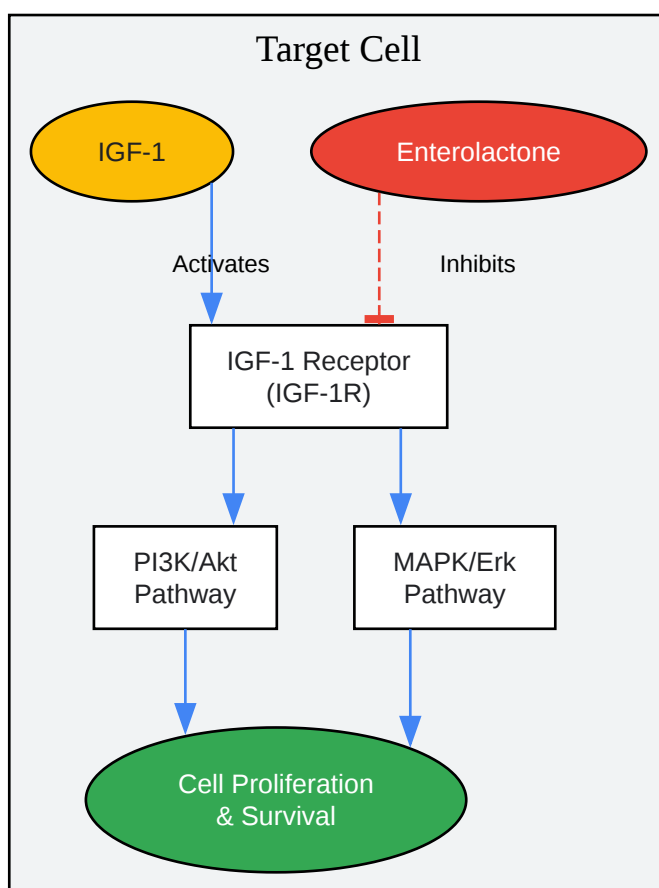 Target Cell
IGF-1
Enterolactone
Activates
Inhibits
IGF-1 Receptor
(IGF-1R)
PI3K/Akt
Pathway
MAPK/Erk
Pathway
Cell Proliferation
& Survival